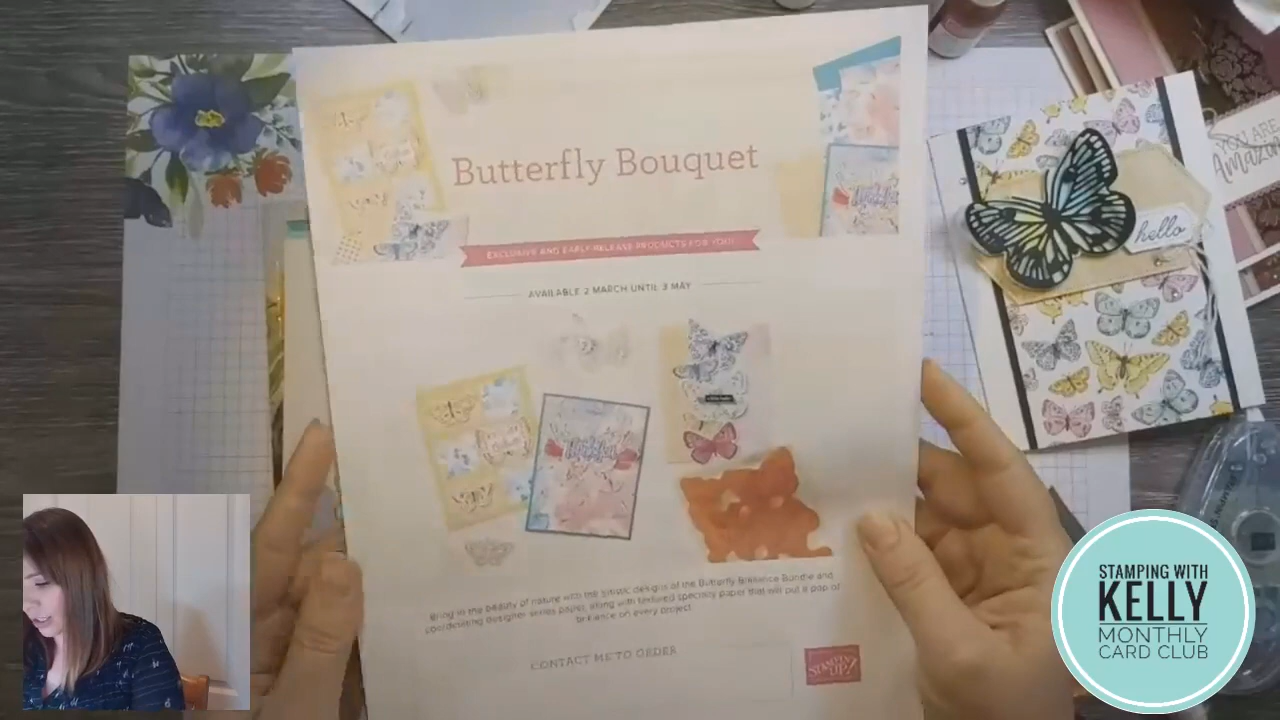 Butterfly Bouquet
EXCLUSIVE AND EARLY RELEASE PRODUCTS FOR YOU!
AVAILABLE 2 MARCH UNTIL 3 MAY
thankful
Bring in the beauty of nature with the artistic designs of the Butterfly Brilliance Bundle and
coordinating designer series paper, along with textured specialty paper that will put a pop of
brilliance on every project.
CONTACT ME TO ORDER
STAMPIN' UP!
hello
YOU ARE
Amazing
STAMPING WITH
KELLY
MONTHLY
CARD CLUB